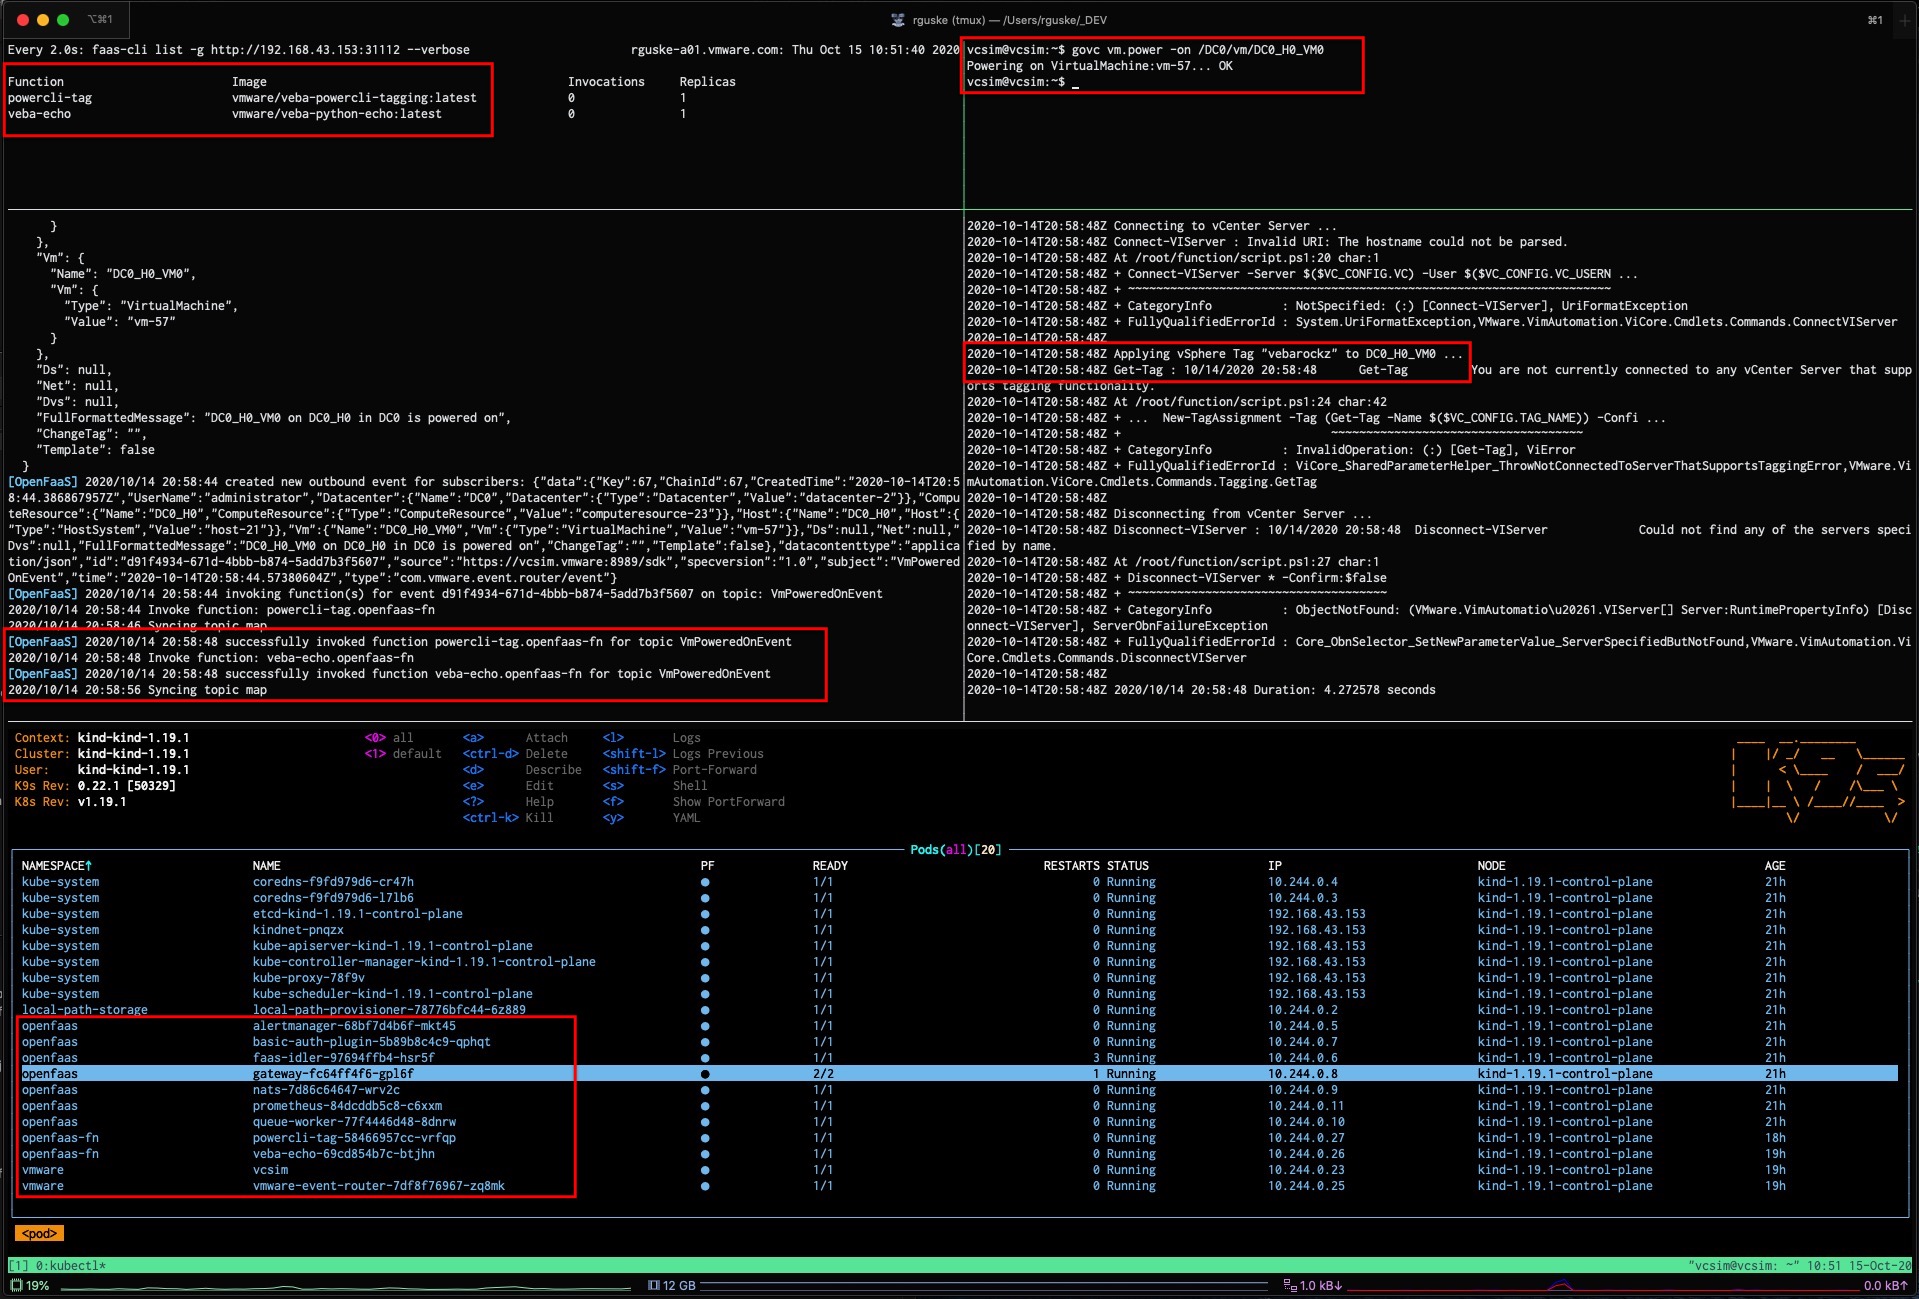 ⌥⌘1
rguske (tmux) — /Users/rguske/_DEV
⌘1
Every 2.0s: faas-cli list -g http://192.168.43.153:31112 --verbose
rguske-a01.vmware.com: Thu Oct 15 10:51:40 2020
Function Image Invocations Replicas
powercli-tag vmware/veba-powercli-tagging:latest 0 1
veba-echo vmware/veba-python-echo:latest 0 1
vcsim@vcsim:~$ govc vm.power -on /DC0/vm/DC0_H0_VM0
Powering on VirtualMachine:vm-57... OK
vcsim@vcsim:~$ _
}
},
"Vm": {
"Name": "DC0_H0_VM0",
"Vm": {
"Type": "VirtualMachine",
"Value": "vm-57"
}
},
"Ds": null,
"Net": null,
"Dvs": null,
"FullFormattedMessage": "DC0_H0_VM0 on DC0_H0 in DC0 is powered on",
"ChangeTag": "",
"Template": false
}
[OpenFaaS] 2020/10/14 20:58:44 created new outbound event for subscribers: {"data":{"Key":67,"ChainId":67,"CreatedTime":"2020-10-14T20:5
8:44.386867957Z","UserName":"administrator","Datacenter":{"Name":"DC0","Datacenter":{"Type":"Datacenter","Value":"datacenter-2"}},"Compu
teResource":{"Name":"DC0_H0","ComputeResource":{"Type":"ComputeResource","Value":"computeresource-23"}},"Host":{"Name":"DC0_H0","Host":{
"Type":"HostSystem","Value":"host-21"}},"Vm":{"Name":"DC0_H0_VM0","Vm":{"Type":"VirtualMachine","Value":"vm-57"}},"Ds":null,"Net":null,"
Dvs":null,"FullFormattedMessage":"DC0_H0_VM0 on DC0_H0 in DC0 is powered on","ChangeTag":"","Template":false},"datacontenttype":"applica
tion/json","id":"d91f4934-671d-4bbb-b874-5add7b3f5607","source":"https://vcsim.vmware:8989/sdk","specversion":"1.0","subject":"VmPowered
OnEvent","time":"2020-10-14T20:58:44.57380604Z","type":"com.vmware.event.router/event"}
[OpenFaaS] 2020/10/14 20:58:44 invoking function(s) for event d91f4934-671d-4bbb-b874-5add7b3f5607 on topic: VmPoweredOnEvent
2020/10/14 20:58:44 Invoke function: powercli-tag.openfaas-fn
2020/10/14 20:58:46 Syncing topic map
[OpenFaaS] 2020/10/14 20:58:48 successfully invoked function powercli-tag.openfaas-fn for topic VmPoweredOnEvent
2020/10/14 20:58:48 Invoke function: veba-echo.openfaas-fn
[OpenFaaS] 2020/10/14 20:58:48 successfully invoked function veba-echo.openfaas-fn for topic VmPoweredOnEvent
2020/10/14 20:58:56 Syncing topic map
2020-10-14T20:58:48Z Connecting to vCenter Server ...
2020-10-14T20:58:48Z Connect-VIServer : Invalid URI: The hostname could not be parsed.
2020-10-14T20:58:48Z At /root/function/script.ps1:20 char:1
2020-10-14T20:58:48Z + Connect-VIServer -Server $($VC_CONFIG.VC) -User $($VC_CONFIG.VC_USERN ...
2020-10-14T20:58:48Z + ~~~~~~~~~~~~~~~~~~~~~~~~~~~~~~~~~~~~~~~~~~~~~~~~~~~~~~~~~~~~~~~~~~~~~
2020-10-14T20:58:48Z + CategoryInfo : NotSpecified: (:) [Connect-VIServer], UriFormatException
2020-10-14T20:58:48Z + FullyQualifiedErrorId : System.UriFormatException,VMware.VimAutomation.ViCore.Cmdlets.Commands.ConnectVIServer
2020-10-14T20:58:48Z
2020-10-14T20:58:48Z Applying vSphere Tag "vebarockz" to DC0_H0_VM0 ...
2020-10-14T20:58:48Z Get-Tag : 10/14/2020 20:58:48 Get-Tag You are not currently connected to any vCenter Server that supp
orts tagging functionality.
2020-10-14T20:58:48Z At /root/function/script.ps1:24 char:42
2020-10-14T20:58:48Z + ... New-TagAssignment -Tag (Get-Tag -Name $($VC_CONFIG.TAG_NAME)) -Confi ...
2020-10-14T20:58:48Z + ~~~~~~~~~~~~~~~~~~~~~~~~~~~~~~~~~~~~
2020-10-14T20:58:48Z + CategoryInfo : InvalidOperation: (:) [Get-Tag], ViError
2020-10-14T20:58:48Z + FullyQualifiedErrorId : ViCore_SharedParameterHelper_ThrowNotConnectedToServerThatSupportsTaggingError,VMware.Vi
mAutomation.ViCore.Cmdlets.Commands.Tagging.GetTag
2020-10-14T20:58:48Z
2020-10-14T20:58:48Z Disconnecting from vCenter Server ...
2020-10-14T20:58:48Z Disconnect-VIServer : 10/14/2020 20:58:48 Disconnect-VIServer Could not find any of the servers speci
fied by name.
2020-10-14T20:58:48Z At /root/function/script.ps1:27 char:1
2020-10-14T20:58:48Z + Disconnect-VIServer * -Confirm:$false
2020-10-14T20:58:48Z + ~~~~~~~~~~~~~~~~~~~~~~~~~~~~~~~~~~~~~
2020-10-14T20:58:48Z + CategoryInfo : ObjectNotFound: (VMware.VimAutomatio\u20261.VIServer[] Server:RuntimePropertyInfo) [Disc
onnect-VIServer], ServerObnFailureException
2020-10-14T20:58:48Z + FullyQualifiedErrorId : Core_ObnSelector_SetNewParameterValue_ServerSpecifiedButNotFound,VMware.VimAutomation.Vi
Core.Cmdlets.Commands.DisconnectVIServer
2020-10-14T20:58:48Z
2020-10-14T20:58:48Z 2020/10/14 20:58:48 Duration: 4.272578 seconds
Context: kind-kind-1.19.1 <0> all <a> Attach <l> Logs
Cluster: kind-kind-1.19.1 <1> default <ctrl-d> Delete <shift-l> Logs Previous
User: kind-kind-1.19.1 <d> Describe <shift-f> Port-Forward
K9s Rev: 0.22.1 [50329] <e> Edit <s> Shell
K8s Rev: v1.19.1 <?> Help <f> Show PortForward
<ctrl-k> Kill <y> YAML
Pods(all)[20]
NAMESPACE↑ NAME PF READY RESTARTS STATUS IP NODE AGE
kube-system coredns-f9fd979d6-cr47h ● 1/1 0 Running 10.244.0.4 kind-1.19.1-control-plane 21h
kube-system coredns-f9fd979d6-l7lb6 ● 1/1 0 Running 10.244.0.3 kind-1.19.1-control-plane 21h
kube-system etcd-kind-1.19.1-control-plane ● 1/1 0 Running 192.168.43.153 kind-1.19.1-control-plane 21h
kube-system kindnet-pnqzx ● 1/1 0 Running 192.168.43.153 kind-1.19.1-control-plane 21h
kube-system kube-apiserver-kind-1.19.1-control-plane ● 1/1 0 Running 192.168.43.153 kind-1.19.1-control-plane 21h
kube-system kube-controller-manager-kind-1.19.1-control-plane ● 1/1 0 Running 192.168.43.153 kind-1.19.1-control-plane 21h
kube-system kube-proxy-78f9v ● 1/1 0 Running 192.168.43.153 kind-1.19.1-control-plane 21h
kube-system kube-scheduler-kind-1.19.1-control-plane ● 1/1 0 Running 192.168.43.153 kind-1.19.1-control-plane 21h
local-path-storage local-path-provisioner-78776bfc44-6z889 ● 1/1 0 Running 10.244.0.2 kind-1.19.1-control-plane 21h
openfaas alertmanager-68bf7d4b6f-mkt45 ● 1/1 0 Running 10.244.0.5 kind-1.19.1-control-plane 21h
openfaas basic-auth-plugin-5b89b8c4c9-qphqt ● 1/1 0 Running 10.244.0.7 kind-1.19.1-control-plane 21h
openfaas faas-idler-97694ffb4-hsr5f ● 1/1 3 Running 10.244.0.6 kind-1.19.1-control-plane 21h
openfaas gateway-fc64ff4f6-gpl6f ● 2/2 1 Running 10.244.0.8 kind-1.19.1-control-plane 21h
openfaas nats-7d86c64647-wrv2c ● 1/1 0 Running 10.244.0.9 kind-1.19.1-control-plane 21h
openfaas prometheus-84dcddb5c8-c6xxm ● 1/1 0 Running 10.244.0.11 kind-1.19.1-control-plane 21h
openfaas queue-worker-77f4446d48-8dnrw ● 1/1 0 Running 10.244.0.10 kind-1.19.1-control-plane 21h
openfaas-fn powercli-tag-58466957cc-vrfqp ● 1/1 0 Running 10.244.0.27 kind-1.19.1-control-plane 18h
openfaas-fn veba-echo-69cd854b7c-btjhn ● 1/1 0 Running 10.244.0.26 kind-1.19.1-control-plane 19h
vmware vcsim ● 1/1 0 Running 10.244.0.23 kind-1.19.1-control-plane 19h
vmware vmware-event-router-7df8f76967-zq8mk ● 1/1 0 Running 10.244.0.25 kind-1.19.1-control-plane 19h
<pod>
[1] 0:kubectl*
"vcsim@vcsim: ~" 10:51 15-Oct-20
19%
12 GB
1.0 kB↓
0.0 kB↑